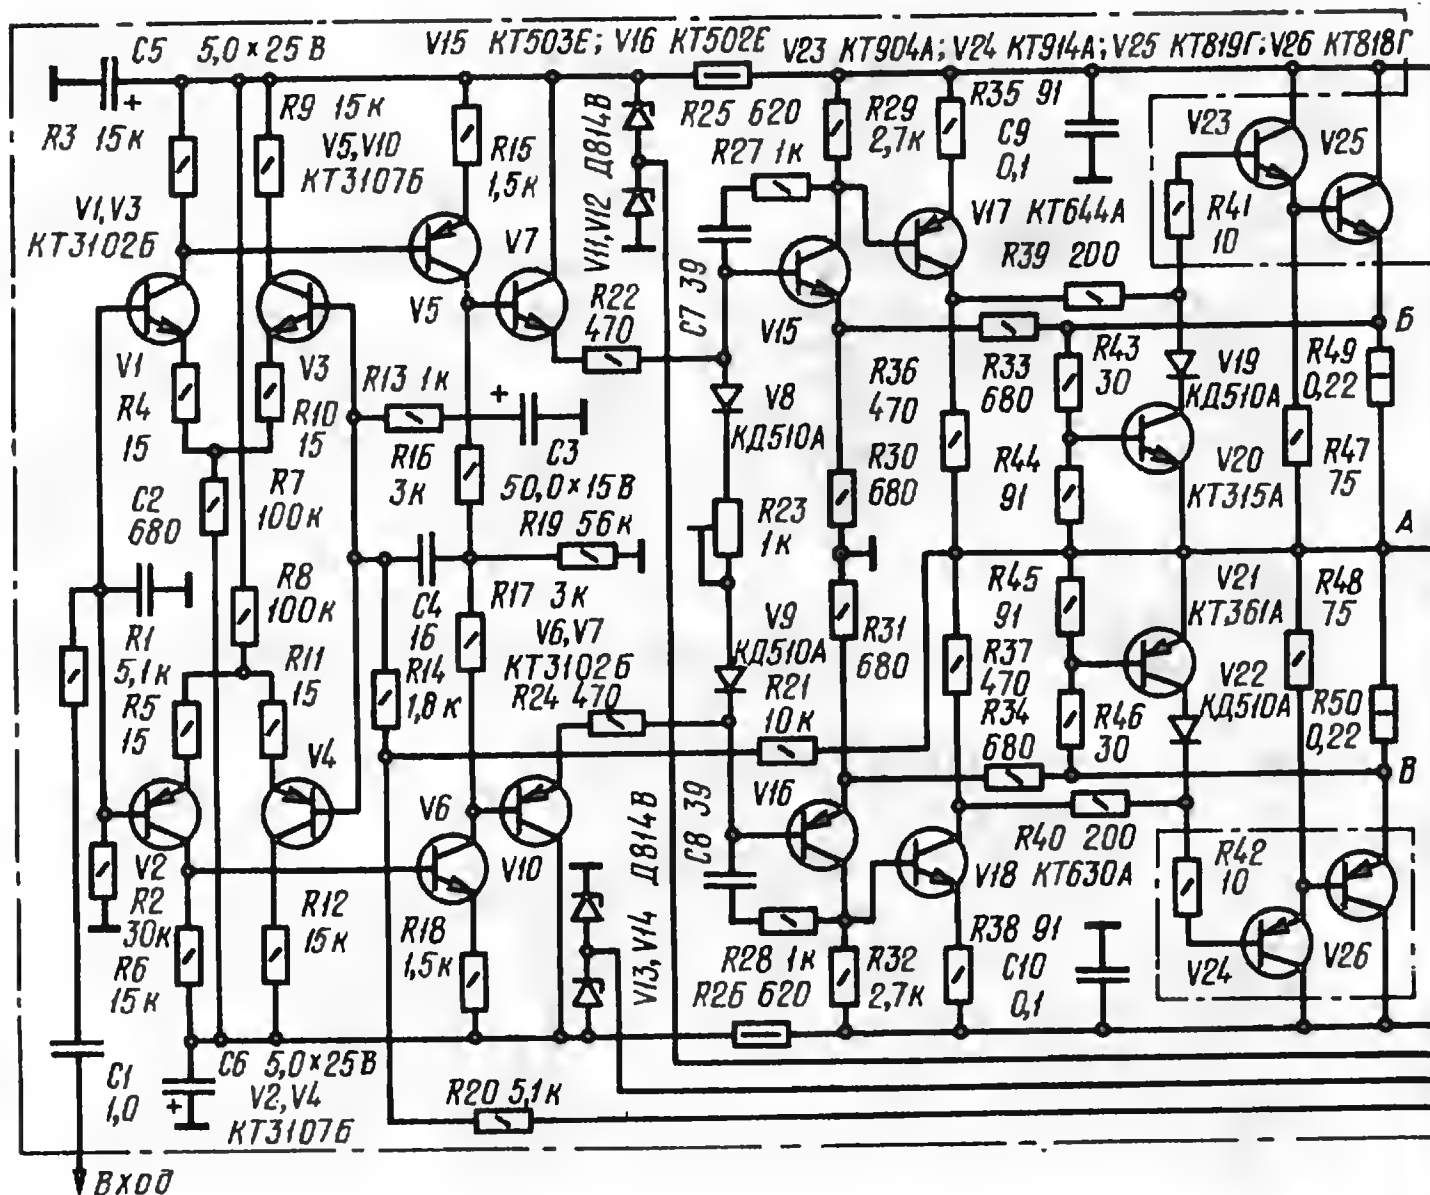 C5 5,0×25 В
V15 КТ503Е; V16 КТ502Е
V23 КТ904А; V24 КТ914А; V25 КТ819Г; V26 КТ818Г
R3 15к
R9 15к
V5, V10
КТ3107Б
R15
1,5к
V11, V12 Д814В
R25 620
R27 1к
R29
2,7к
R35 91
C9
0,1
V23
V25
R41
10
V1, V3
КТ3102Б
V7
V5
R22
470
C7 39
V15
V17 КТ644А
R39 200
Б
V1
R4
15
V3
R10
15
R13 1к
+
C3
50,0×15В
R16
3к
V8
КД510А
R36
470
R33
680
R43
30
V19
КД510А
R49
0,22
R30
680
R44
91
V20
КТ315А
R47
75
C2
680
R7
100к
R19 56к
R23
1к
А
R8
100к
R1
5,1к
C4
16
R17 3к
V6, V7
КТ3102Б
V9
КД510А
R31
680
R45
91
V21
КТ361А
R48
75
R5
15
R11
15
R14
1,8к
R24 470
R21
10к
R37
470
R34
680
R46
30
V22
КД510А
R50
0,22
V4
В
V2
R2
30к
R6
15к
R12
15к
V6
V10
R18
1,5к
V13, V14 Д814В
C8 39
V16
R40 200
V18 КТ630А
R42
10
V24
V26
R28 1к
R26 620
R32
2,7к
R38 91
C10
0,1
C1
1,0
C6 5,0×25В
+
V2, V4
КТ3107Б
R20 5,1к
Вход
+